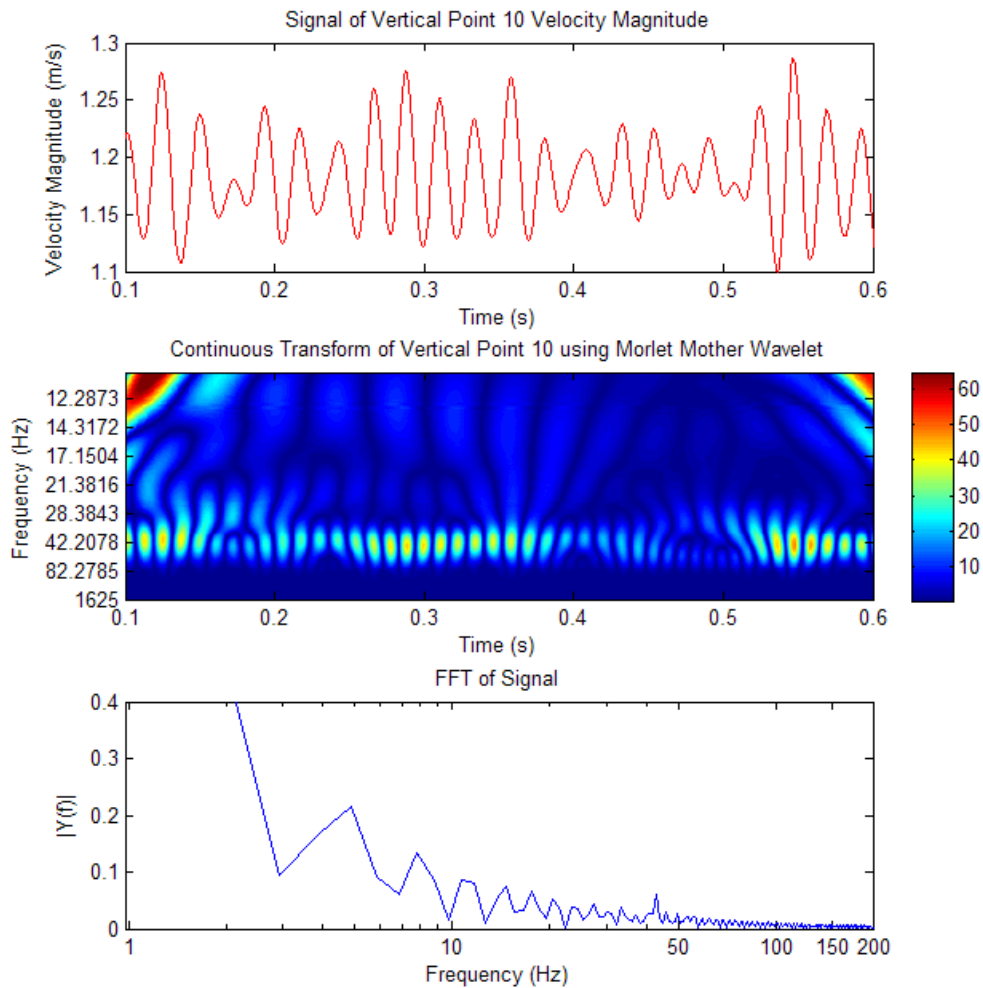 Signal of Vertical Point 10 Velocity Magnitude
Velocity Magnitude (m/s)
1.3
1.25
1.2
1.15
1.1
0.1 0.2 0.3 0.4 0.5 0.6
Time (s)
Continuous Transform of Vertical Point 10 using Morlet Mother Wavelet
Frequency (Hz)
12.2873
14.3172
17.1504
21.3816
28.3843
42.2078
82.2785
1625
0.1 0.2 0.3 0.4 0.5 0.6
Time (s)
60
50
40
30
20
10
FFT of Signal
|Y(f)|
0.4
0.3
0.2
0.1
0
1 10 50 100 150 200
Frequency (Hz)